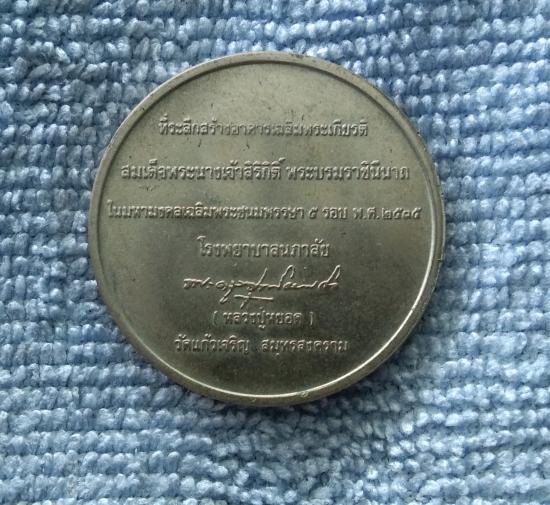 ที่ระลึกสร้างอาคารเฉลิมพระเกียรติ
สมเด็จพระนางเจ้าสิริกิติ์ พระบรมราชินีนาถ
ในมหามงคลเฉลิมพระชนมพรรษา ๕ รอบ พ.ศ.๒๕๓๕
โรงพยาบาลนภาลัย
( หลวงปู่หยอด )
วัดแก้วเจริญ สมุทรสงคราม